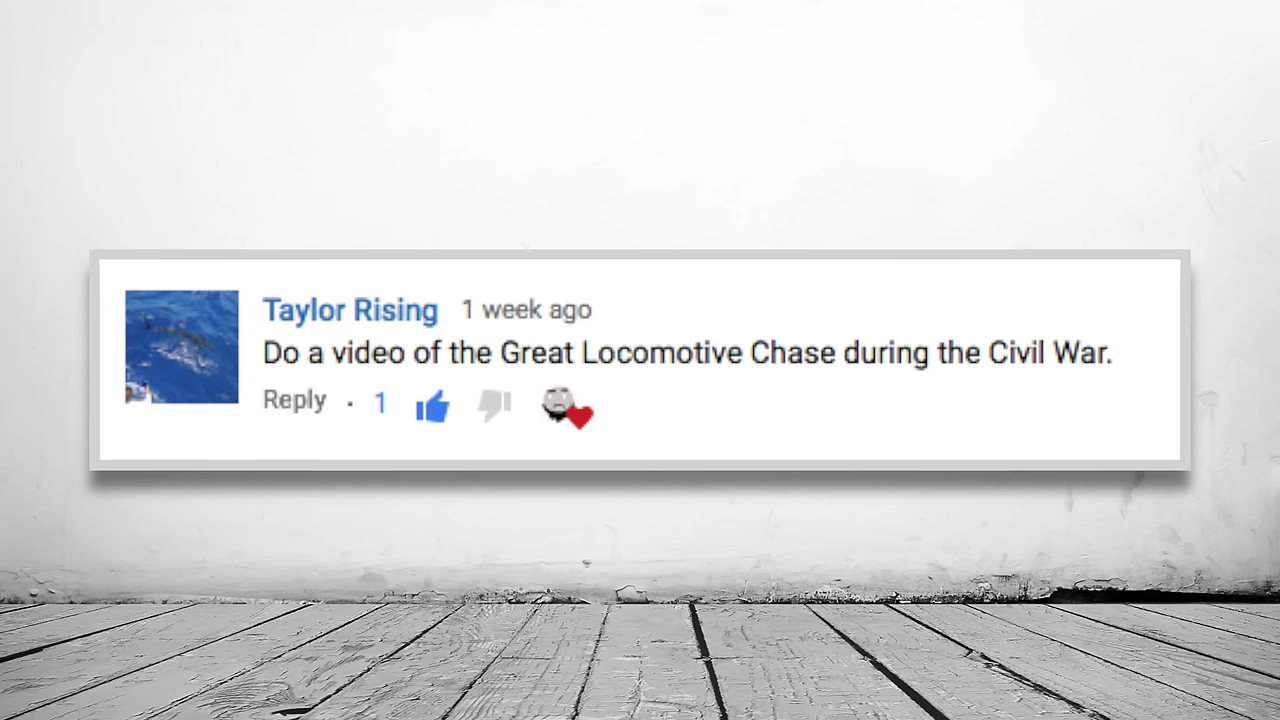 Taylor Rising 1 week ago
Do a video of the Great Locomotive Chase during the Civil War.
Reply · 1